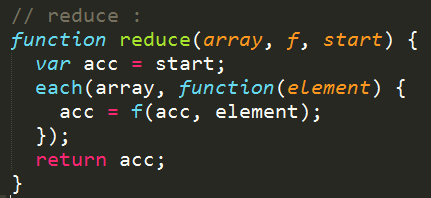 // reduce :
function reduce(array, f, start) {
  var acc = start;
  each(array, function(element) {
    acc = f(acc, element);
  });
  return acc;
}